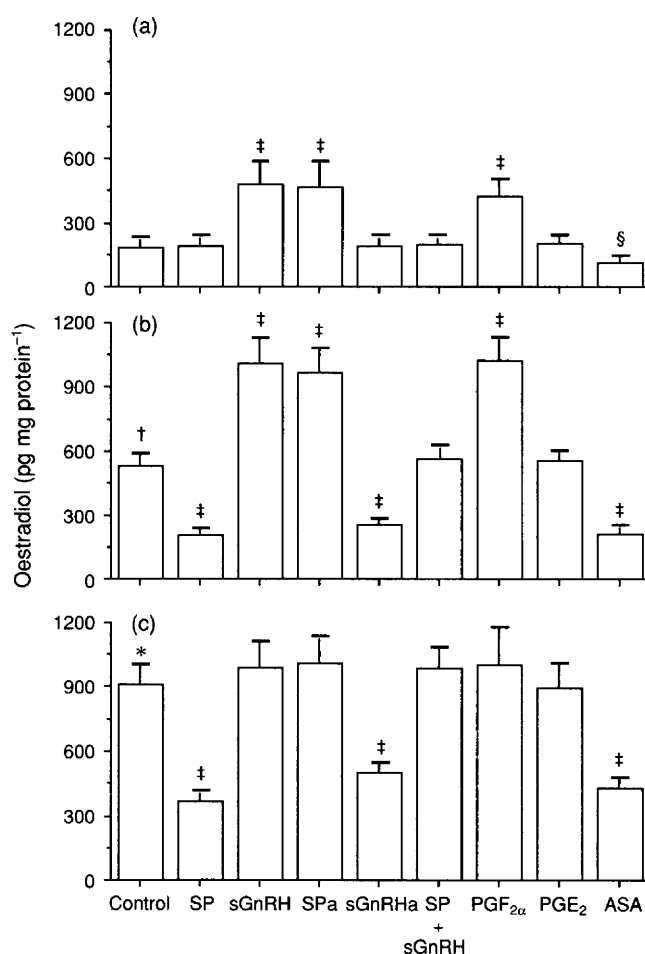 Oestradiol (pg mg protein⁻¹)
(a)
1200
900
600
300
0
‡ ‡ ‡ §
(b)
1200
900
600
300
0
† ‡ ‡ ‡ ‡ ‡ ‡
(c)
1200
900
600
300
0
* ‡ ‡ ‡
Control SP sGnRH SPa sGnRHa SP + sGnRH PGF2α PGE2 ASA